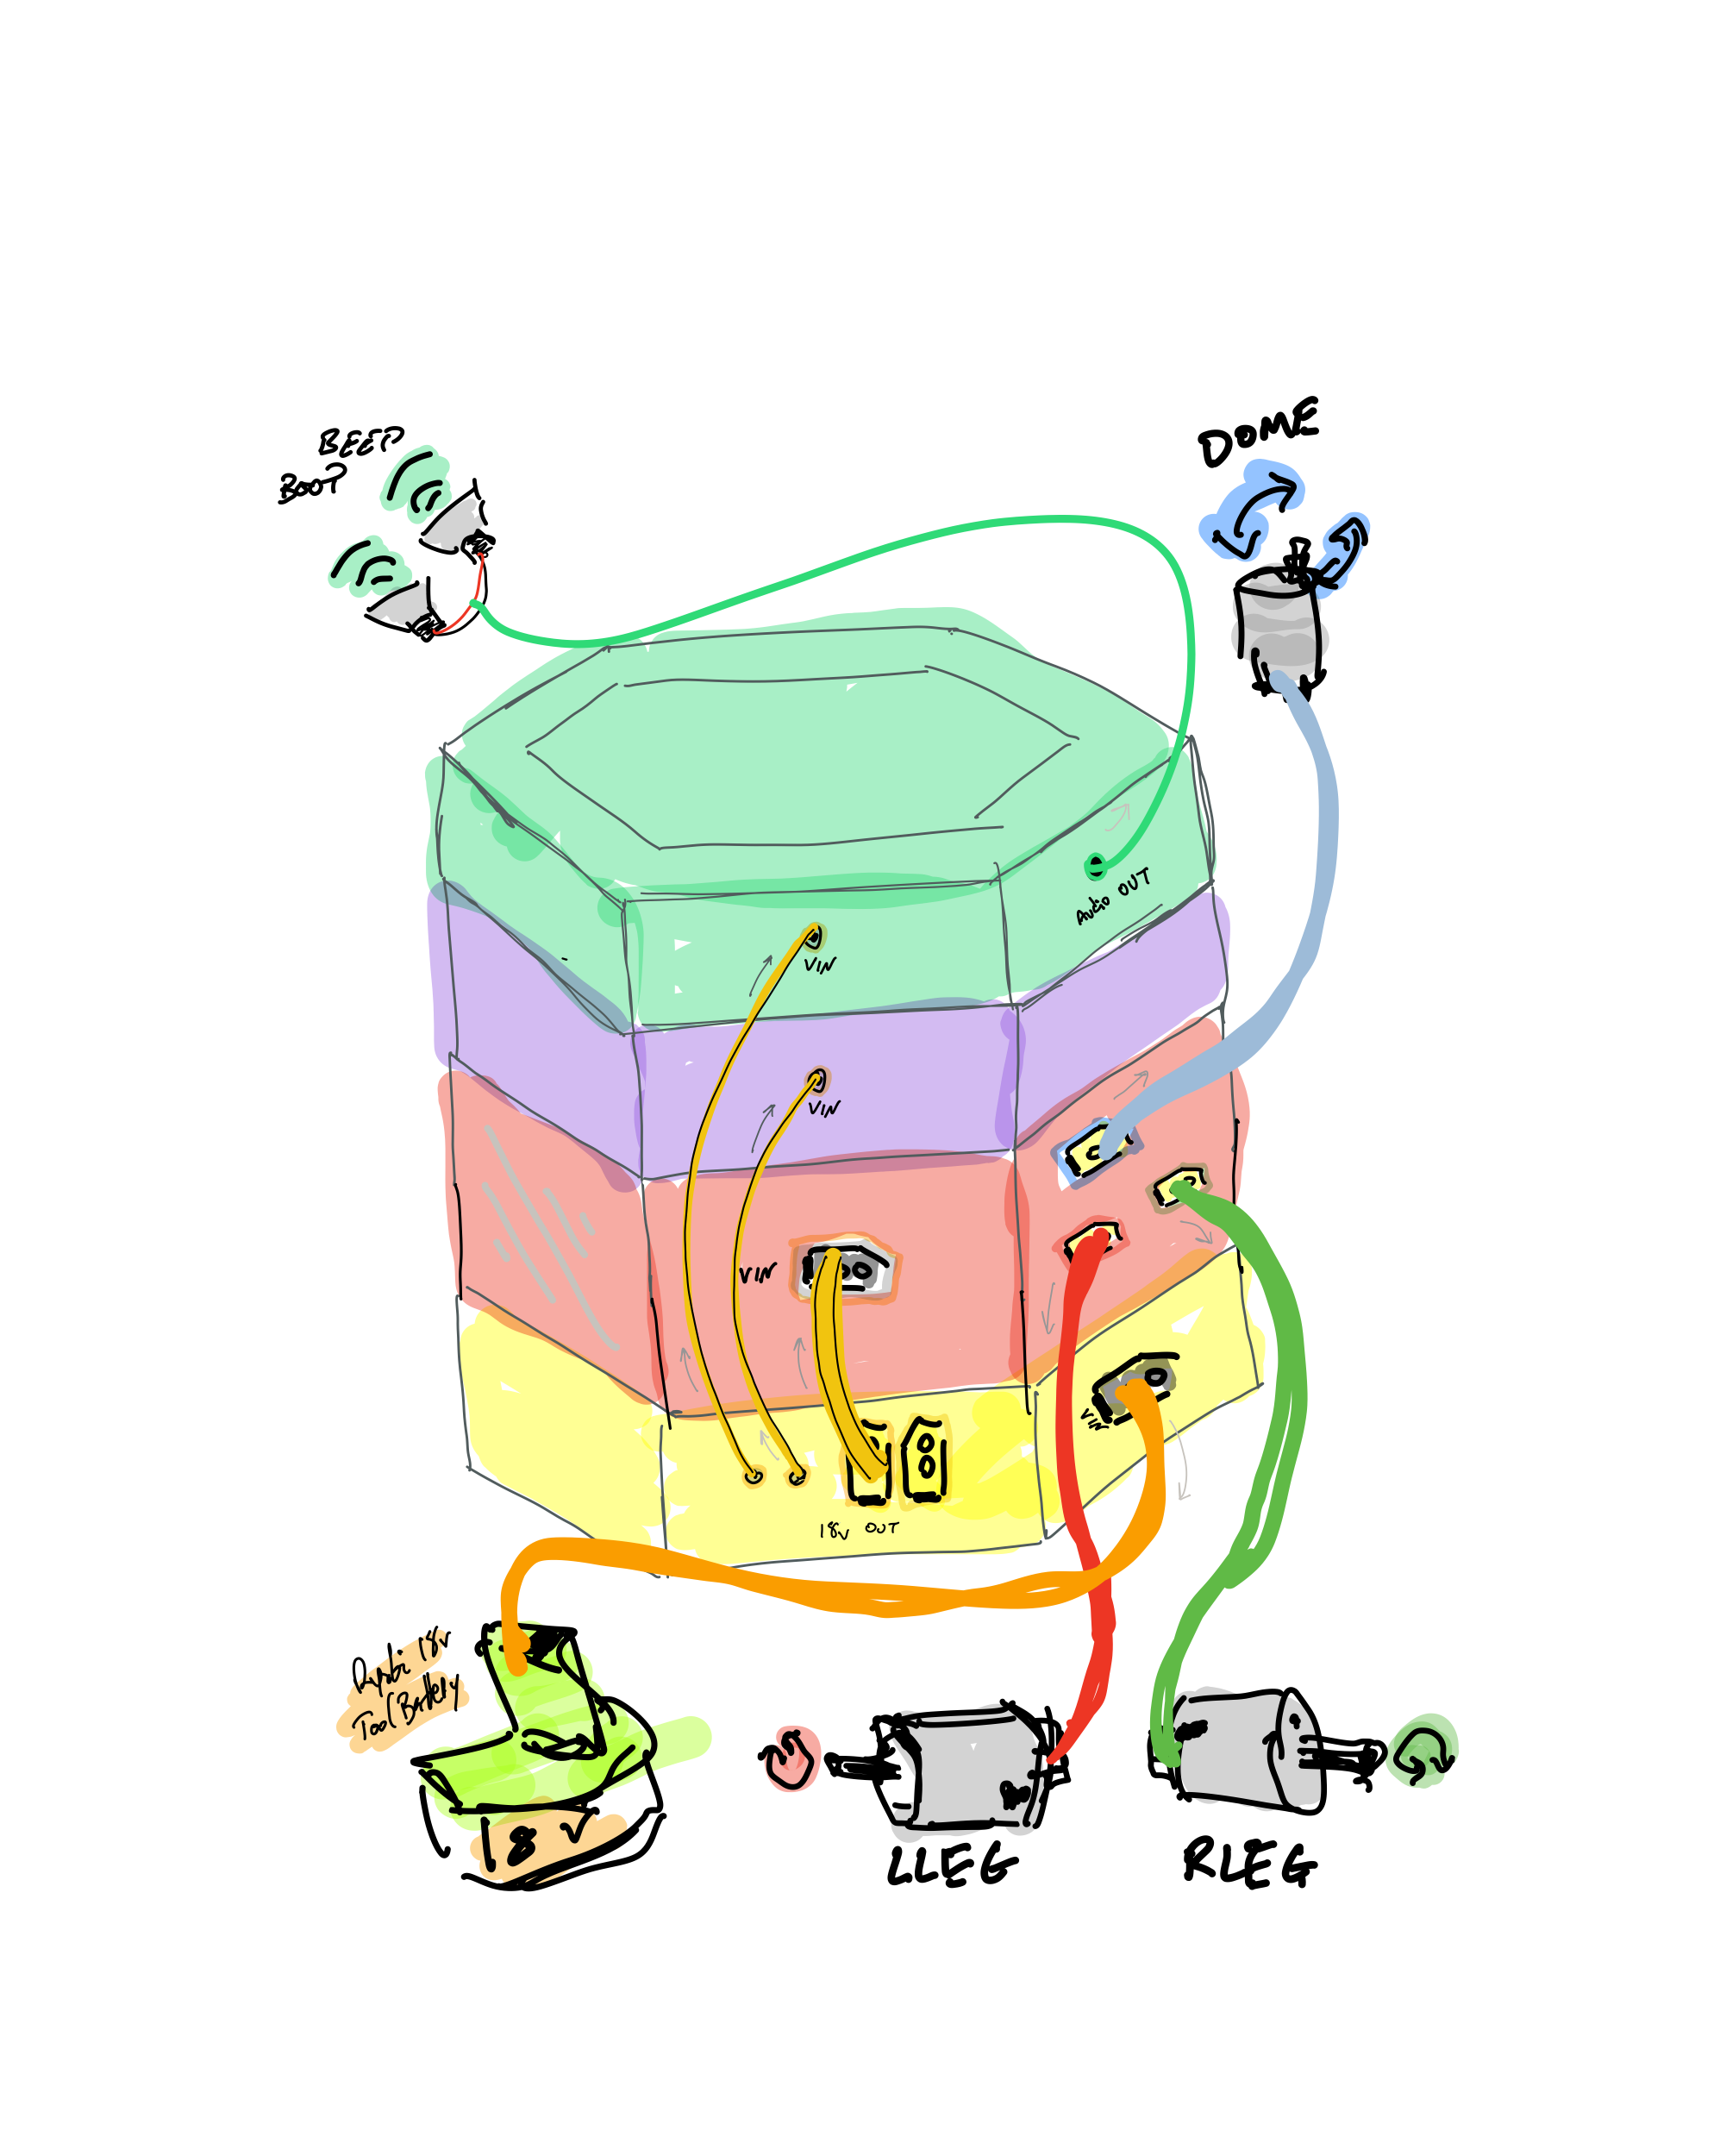 BEEP
BOOP
DOME
Audio OUT
VIN
VIN
VIN
VIN
18v OUT
Ryobi 18v
Tool Battery
18V
LLEG
RLEG